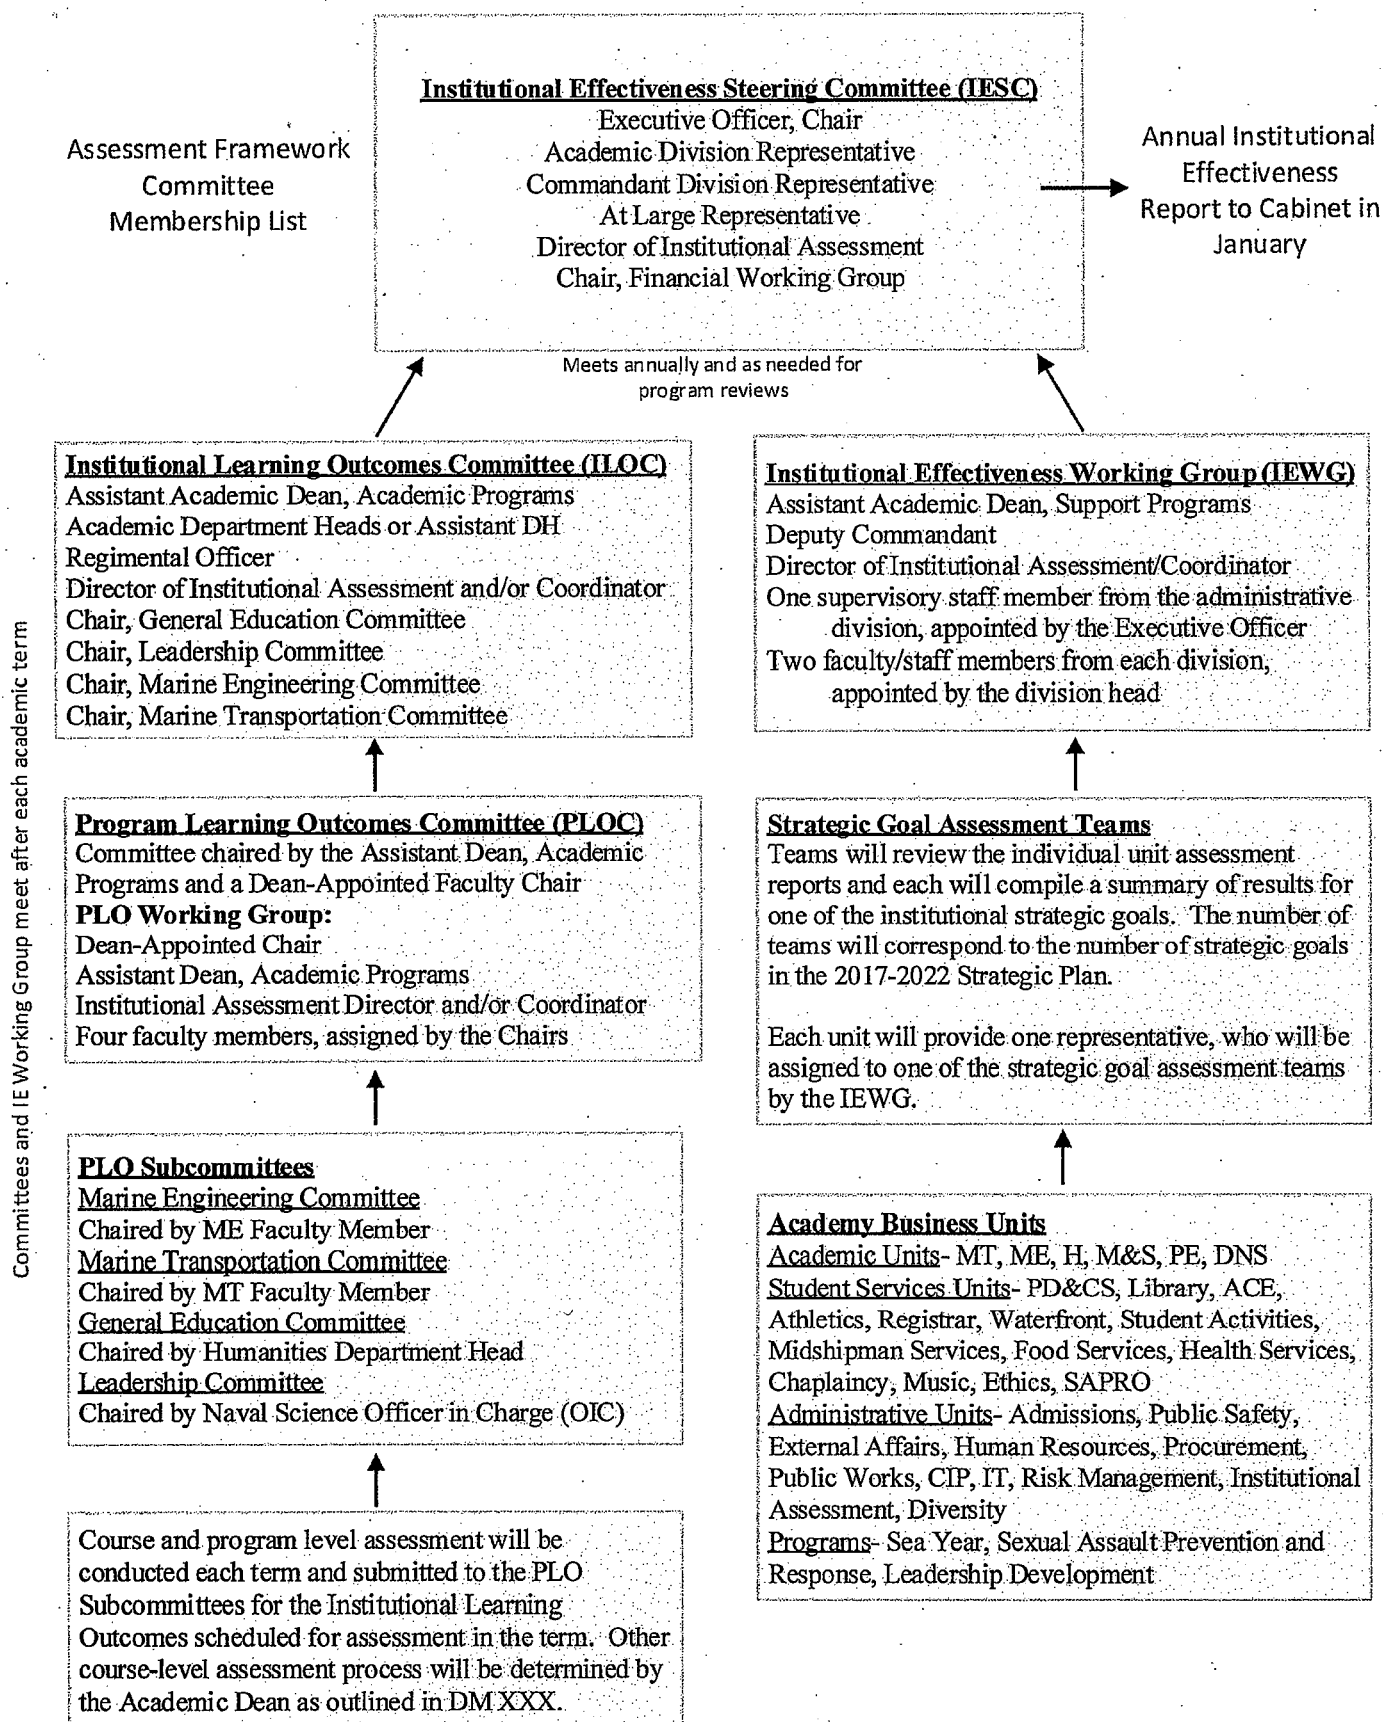 Institutional Effectiveness Steering Committee (IESC)
Executive Officer, Chair
Academic Division Representative
Commandant Division Representative
At Large Representative
Director of Institutional Assessment
Chair, Financial Working Group
Assessment Framework
Committee
Membership List
Annual Institutional
Effectiveness
Report to Cabinet in
January
Meets annually and as needed for
program reviews
Institutional Learning Outcomes Committee (ILOC)
Assistant Academic Dean, Academic Programs
Academic Department Heads or Assistant DH
Regimental Officer
Director of Institutional Assessment and/or Coordinator
Chair, General Education Committee
Chair, Leadership Committee
Chair, Marine Engineering Committee
Chair, Marine Transportation Committee
Institutional Effectiveness Working Group (IEWG)
Assistant Academic Dean, Support Programs
Deputy Commandant
Director of Institutional Assessment/Coordinator
One supervisory staff member from the administrative
division, appointed by the Executive Officer
Two faculty/staff members from each division,
appointed by the division head
Committees and IE Working Group meet after each academic term
Program Learning Outcomes Committee (PLOC)
Committee chaired by the Assistant Dean, Academic
Programs and a Dean-Appointed Faculty Chair
PLO Working Group:
Dean-Appointed Chair
Assistant Dean, Academic Programs
Institutional Assessment Director and/or Coordinator
Four faculty members, assigned by the Chairs
Strategic Goal Assessment Teams
Teams will review the individual unit assessment
reports and each will compile a summary of results for
one of the institutional strategic goals. The number of
teams will correspond to the number of strategic goals
in the 2017-2022 Strategic Plan.
Each unit will provide one representative, who will be
assigned to one of the strategic goal assessment teams
by the IEWG.
PLO Subcommittees
Marine Engineering Committee
Chaired by ME Faculty Member
Marine Transportation Committee
Chaired by MT Faculty Member
General Education Committee
Chaired by Humanities Department Head
Leadership Committee
Chaired by Naval Science Officer in Charge (OIC)
Academy Business Units
Academic Units- MT, ME, H, M&S, PE, DNS
Student Services Units- PD&CS, Library, ACE,
Athletics, Registrar, Waterfront, Student Activities,
Midshipman Services, Food Services, Health Services,
Chaplaincy, Music, Ethics, SAPRO
Administrative Units- Admissions, Public Safety,
External Affairs, Human Resources, Procurement,
Public Works, CIP, IT, Risk Management, Institutional
Assessment, Diversity
Programs- Sea Year, Sexual Assault Prevention and
Response, Leadership Development
Course and program level assessment will be
conducted each term and submitted to the PLO
Subcommittees for the Institutional Learning
Outcomes scheduled for assessment in the term. Other
course-level assessment process will be determined by
the Academic Dean as outlined in DM XXX.